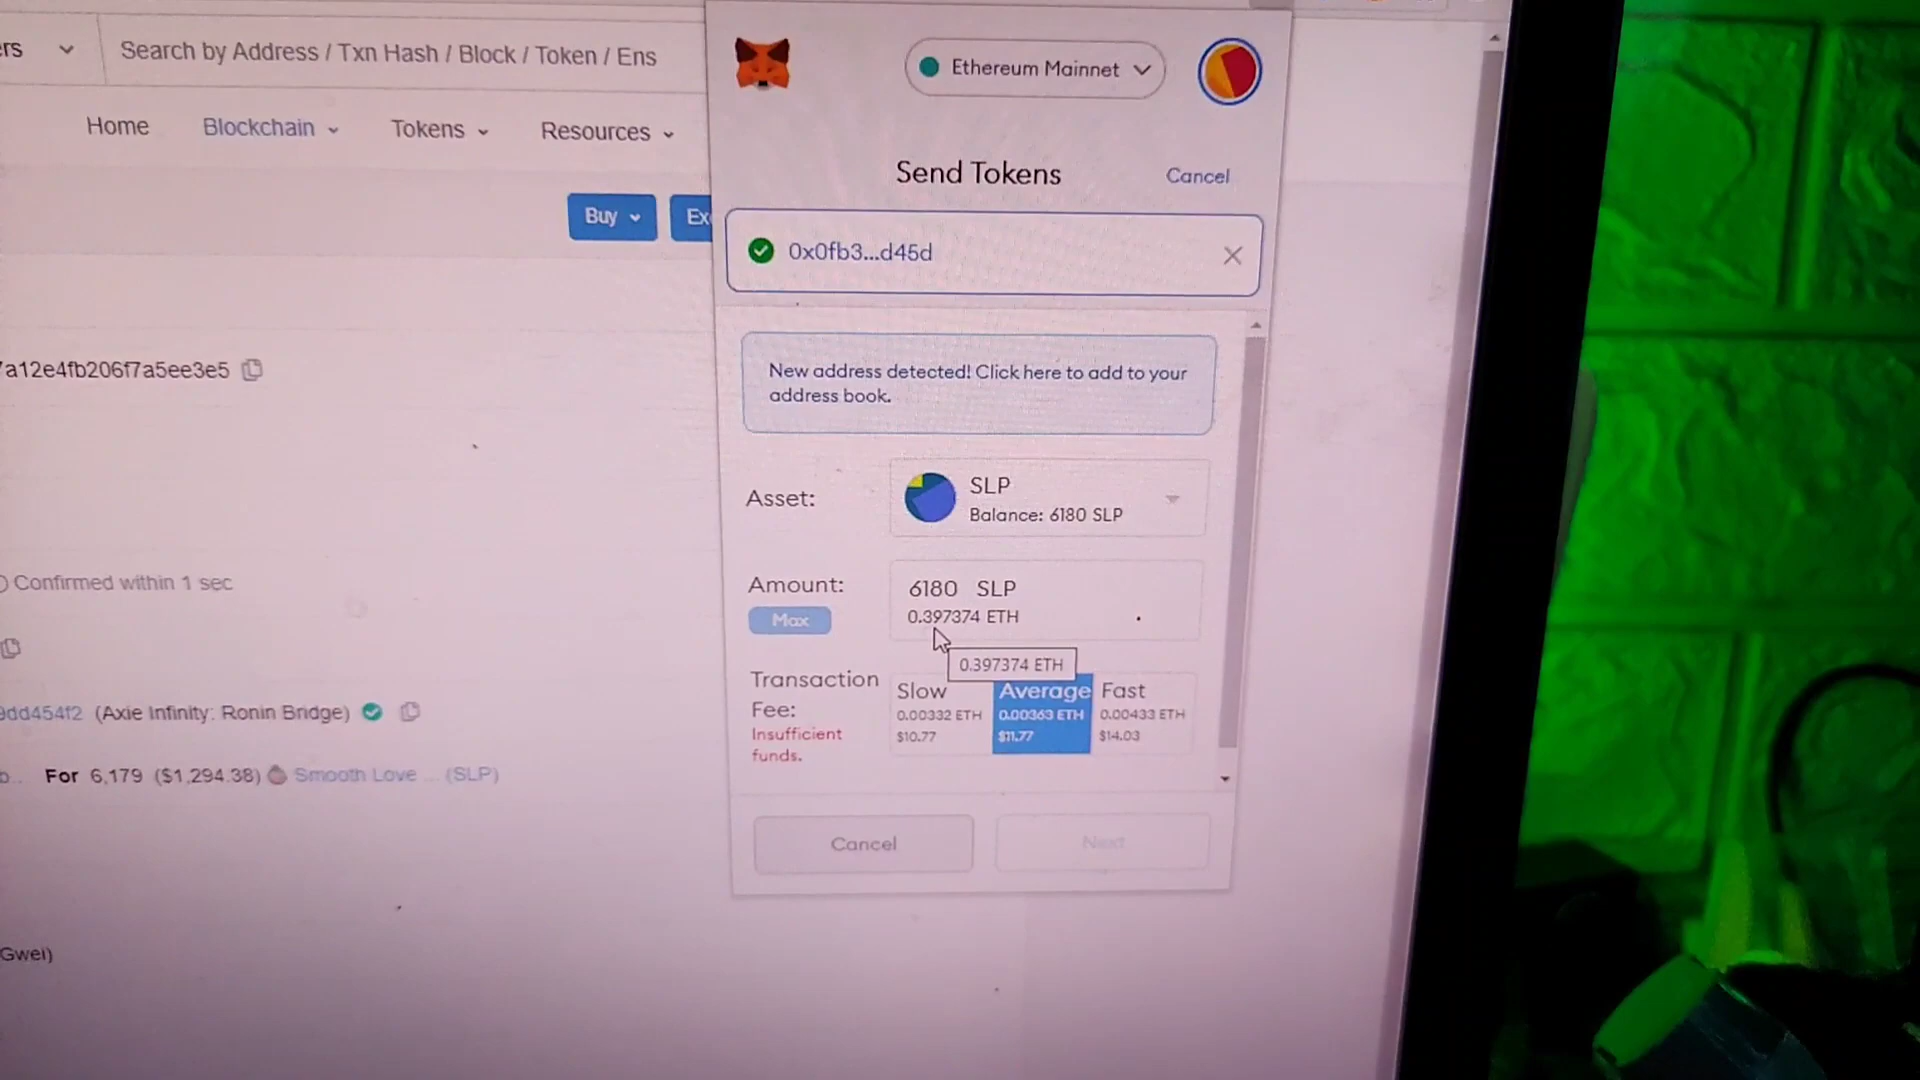 Search by Address / Txn Hash / Block / Token / Ens
Home Blockchain Tokens Resources
Buy
a12e4fb206f7a5ee3e5
Confirmed within 1 sec
(Axie Infinity: Ronin Bridge)
For 6,179 ($1,294.38) Smooth Love ... (SLP)
Gwei)
Ethereum Mainnet
Send Tokens Cancel
0x0fb3...d45d
New address detected! Click here to add to your
address book.
Asset: SLP
Balance: 6180 SLP
Amount: 6180 SLP
Max 0.397374 ETH
0.397374 ETH
Transaction Fee: Insufficient funds.
Slow 0.00332 ETH $10.77
Average 0.00363 ETH $11.77
Fast 0.00433 ETH $14.03
Cancel Next